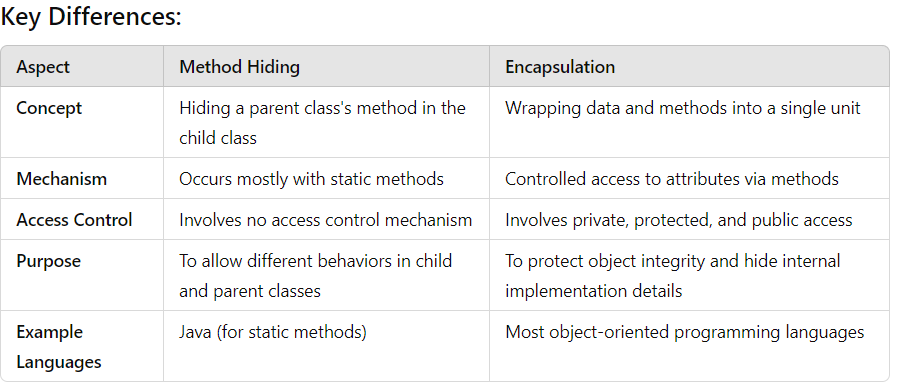 Key Differences:
Aspect Method Hiding Encapsulation
Concept Hiding a parent class's method in the Wrapping data and methods into a single unit
child class
Mechanism Occurs mostly with static methods Controlled access to attributes via methods
Access Control Involves no access control mechanism Involves private, protected, and public access
Purpose To allow different behaviors in child To protect object integrity and hide internal
and parent classes implementation details
Example Java (for static methods) Most object-oriented programming languages
Languages